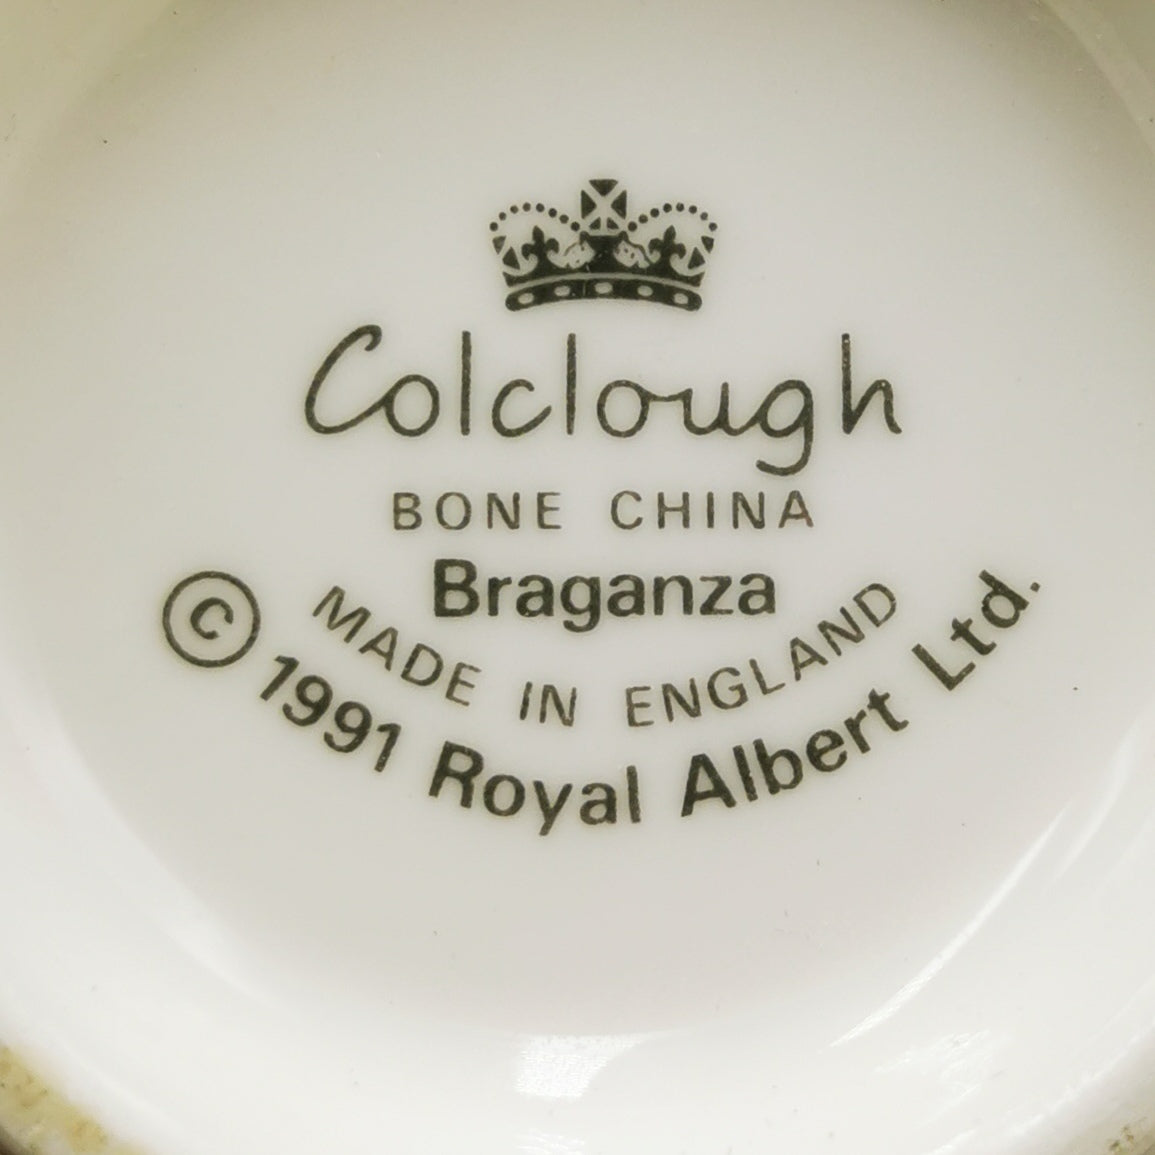 Colclough
BONE CHINA
Braganza
MADE IN ENGLAND
© 1991 Royal Albert Ltd.